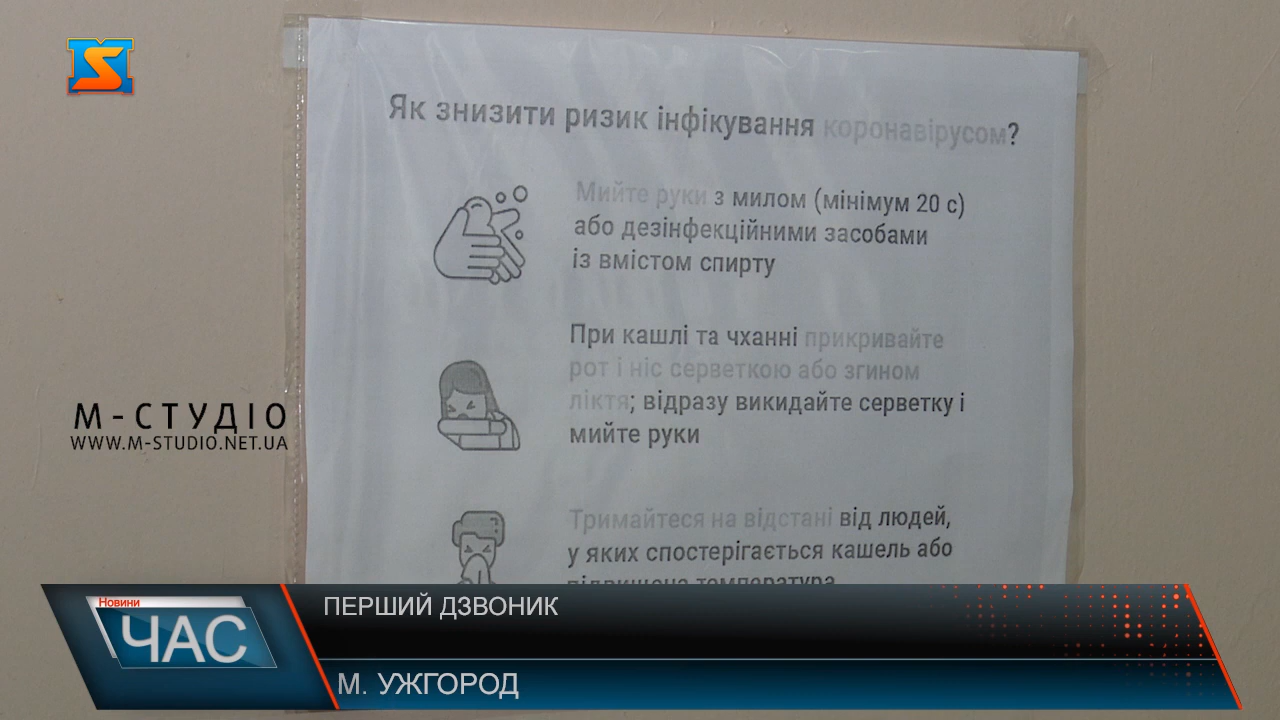 Як знизити ризик інфікування коронавірусом?
Мийте руки з милом (мінімум 20 с)
або дезінфекційними засобами
із вмістом спирту
При кашлі та чханні прикривайте
рот і ніс серветкою або згином
ліктя; відразу викидайте серветку і
мийте руки
Тримайтеся на відстані від людей,
у яких спостерігається кашель або
підвищена температура
М-СТУДІО
WWW.M-STUDIO.NET.UA
Новини
ЧАС
ПЕРШИЙ ДЗВОНИК
М. УЖГОРОД